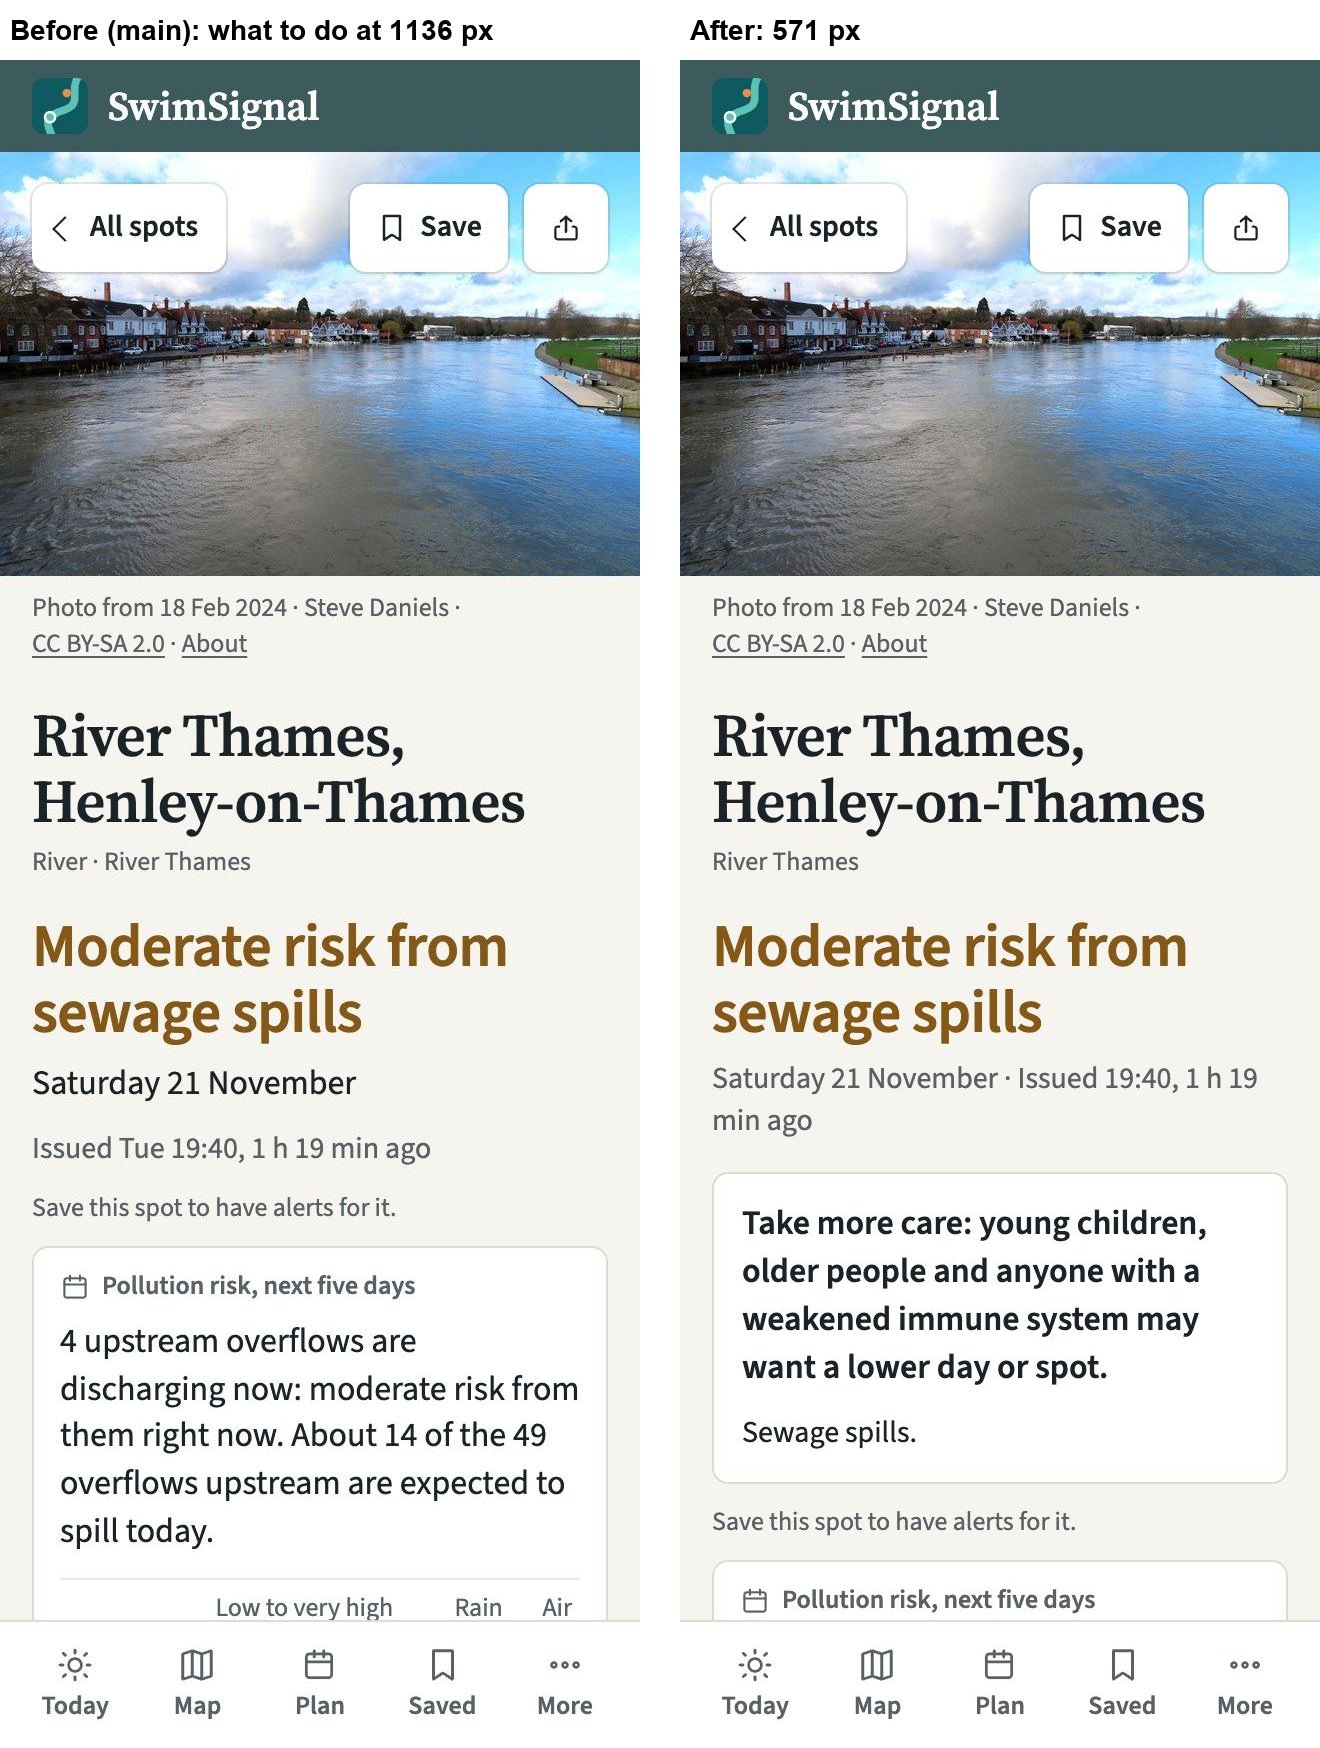 Before (main): what to do at 1136 px
SwimSignal
All spots
Save
Photo from 18 Feb 2024 · Steve Daniels ·
CC BY-SA 2.0 · About
River Thames,
Henley-on-Thames
River · River Thames
Moderate risk from
sewage spills
Saturday 21 November
Issued Tue 19:40, 1 h 19 min ago
Save this spot to have alerts for it.
Pollution risk, next five days
4 upstream overflows are
discharging now: moderate risk from
them right now. About 14 of the 49
overflows upstream are expected to
spill today.
Low to very high Rain Air
Today Map Plan Saved More
After: 571 px
SwimSignal
All spots
Save
Photo from 18 Feb 2024 · Steve Daniels ·
CC BY-SA 2.0 · About
River Thames,
Henley-on-Thames
River Thames
Moderate risk from
sewage spills
Saturday 21 November · Issued 19:40, 1 h 19
min ago
Take more care: young children,
older people and anyone with a
weakened immune system may
want a lower day or spot.
Sewage spills.
Save this spot to have alerts for it.
Pollution risk, next five days
Today Map Plan Saved More